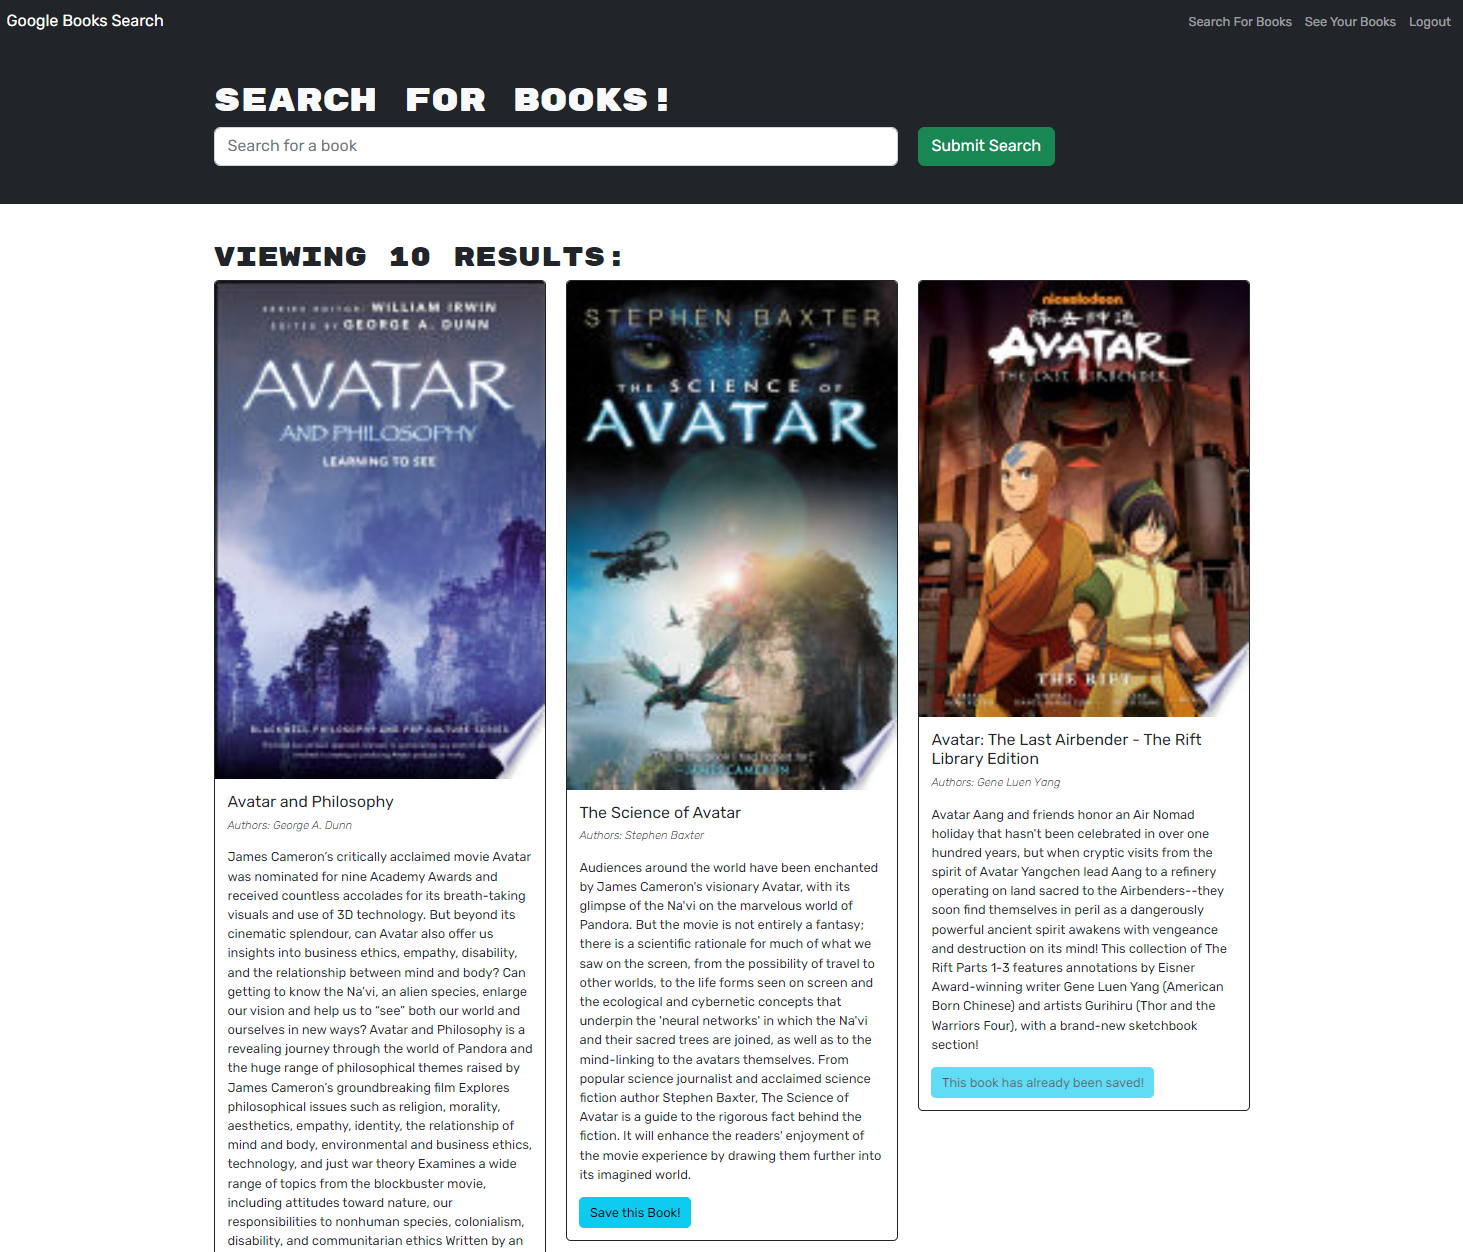 Google Books Search
Search For Books
See Your Books
Logout
SEARCH FOR BOOKS!
Search for a book
Submit Search
VIEWING 10 RESULTS:
SERIES EDITOR: WILLIAM IRWIN
EDITED BY GEORGE A. DUNN
AVATAR
AND PHILOSOPHY
LEARNING TO SEE
BLACKWELL PHILOSOPHY AND POP CULTURE SERIES
Avatar and Philosophy
Authors: George A. Dunn
James Cameron’s critically acclaimed movie Avatar
was nominated for nine Academy Awards and
received countless accolades for its breath-taking
visuals and use of 3D technology. But beyond its
cinematic splendour, can Avatar also offer us
insights into business ethics, empathy, disability,
and the relationship between mind and body? Can
getting to know the Na’vi, an alien species, enlarge
our vision and help us to “see” both our world and
ourselves in new ways? Avatar and Philosophy is a
revealing journey through the world of Pandora and
the huge range of philosophical themes raised by
James Cameron’s groundbreaking film Explores
philosophical issues such as religion, morality,
aesthetics, empathy, identity, the relationship of
mind and body, environmental and business ethics,
technology, and just war theory Examines a wide
range of topics from the blockbuster movie,
including attitudes toward nature, our
responsibilities to nonhuman species, colonialism,
disability, and communitarian ethics Written by an
STEPHEN BAXTER
THE SCIENCE OF
AVATAR
"This is the book I had hoped for"
–JAMES CAMERON
The Science of Avatar
Authors: Stephen Baxter
Audiences around the world have been enchanted
by James Cameron's visionary Avatar, with its
glimpse of the Na'vi on the marvelous world of
Pandora. But the movie is not entirely a fantasy;
there is a scientific rationale for much of what we
saw on the screen, from the possibility of travel to
other worlds, to the life forms seen on screen and
the ecological and cybernetic concepts that
underpin the 'neural networks' in which the Na'vi
and their sacred trees are joined, as well as to the
mind-linking to the avatars themselves. From
popular science journalist and acclaimed science
fiction author Stephen Baxter, The Science of
Avatar is a guide to the rigorous fact behind the
fiction. It will enhance the readers' enjoyment of
the movie experience by drawing them further into
its imagined world.
Save this Book!
nickelodeon
降去神通
AVATAR
THE LAST AIRBENDER
THE RIFT
Avatar: The Last Airbender - The Rift
Library Edition
Authors: Gene Luen Yang
Avatar Aang and friends honor an Air Nomad
holiday that hasn't been celebrated in over one
hundred years, but when cryptic visits from the
spirit of Avatar Yangchen lead Aang to a refinery
operating on land sacred to the Airbenders--they
soon find themselves in peril as a dangerously
powerful ancient spirit awakens with vengeance
and destruction on its mind! This collection of The
Rift Parts 1-3 features annotations by Eisner
Award-winning writer Gene Luen Yang (American
Born Chinese) and artists Gurihiru (Thor and the
Warriors Four), with a brand-new sketchbook
section!
This book has already been saved!